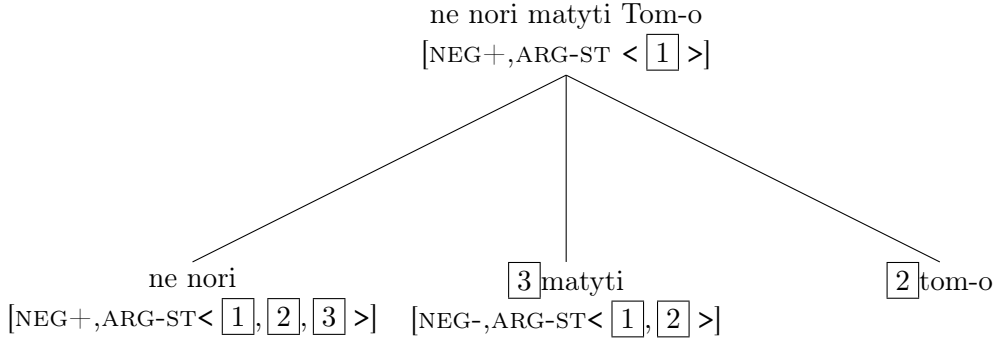 ne nori matyti Tom-o
[NEG+,ARG-ST < 1 >]
ne nori
[NEG+,ARG-ST< 1, 2, 3 >]
3 matyti
[NEG-,ARG-ST< 1, 2 >]
2 tom-o